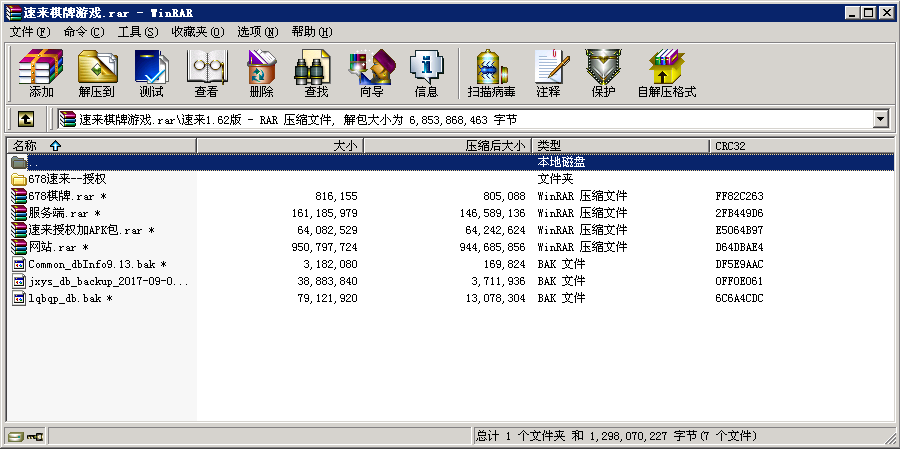 速来棋牌游戏.rar - WinRAR
文件(F) 命令(C) 工具(S) 收藏夹(O) 选项(N) 帮助(H)
添加 解压到 测试 查看 删除 查找 向导 信息 扫描病毒 注释 保护 自解压格式
速来棋牌游戏.rar\速来1.62版 - RAR 压缩文件, 解包大小为 6,853,868,463 字节
名称 大小 压缩后大小 类型 CRC32
.. 本地磁盘
678速来--授权 文件夹
678棋牌.rar * 816,155 805,088 WinRAR 压缩文件 FF82C263
服务端.rar * 161,185,979 146,589,136 WinRAR 压缩文件 2FB449D6
速来授权加APK包.rar * 64,082,529 64,242,624 WinRAR 压缩文件 E5064B97
网站.rar * 950,797,724 944,685,856 WinRAR 压缩文件 D64DBAE4
Common_dbInfo9.13.bak * 3,182,080 169,824 BAK 文件 DF5E9AAC
jxys_db_backup_2017-09-0... 38,883,840 3,711,936 BAK 文件 0FF0E061
lqbqp_db.bak * 79,121,920 13,078,304 BAK 文件 6C6A4CDC
总计 1 个文件夹 和 1,298,070,227 字节(7 个文件)